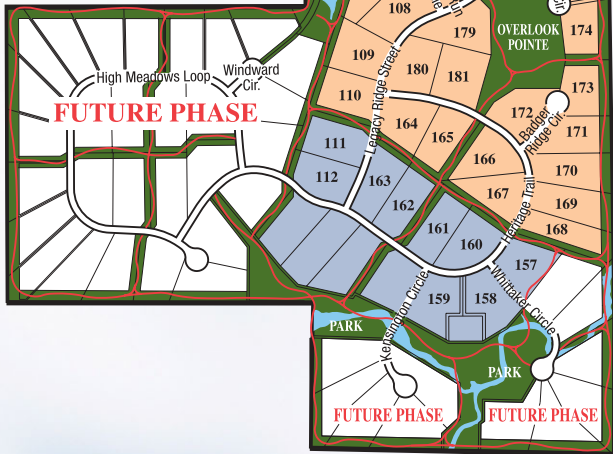 108
un
Cir.
174
OVERLOOK
POINTE
179
109
180
181
173
High Meadows Loop
Windward
Cir.
110
Legacy Ridge Street
172
Badger
Ridge Cir.
171
FUTURE PHASE
164
165
111
166
170
112
163
167
169
162
Heritage Trail
168
161
160
157
159
158
Whittaker Circle
Kensington Circle
PARK
PARK
FUTURE PHASE
FUTURE PHASE